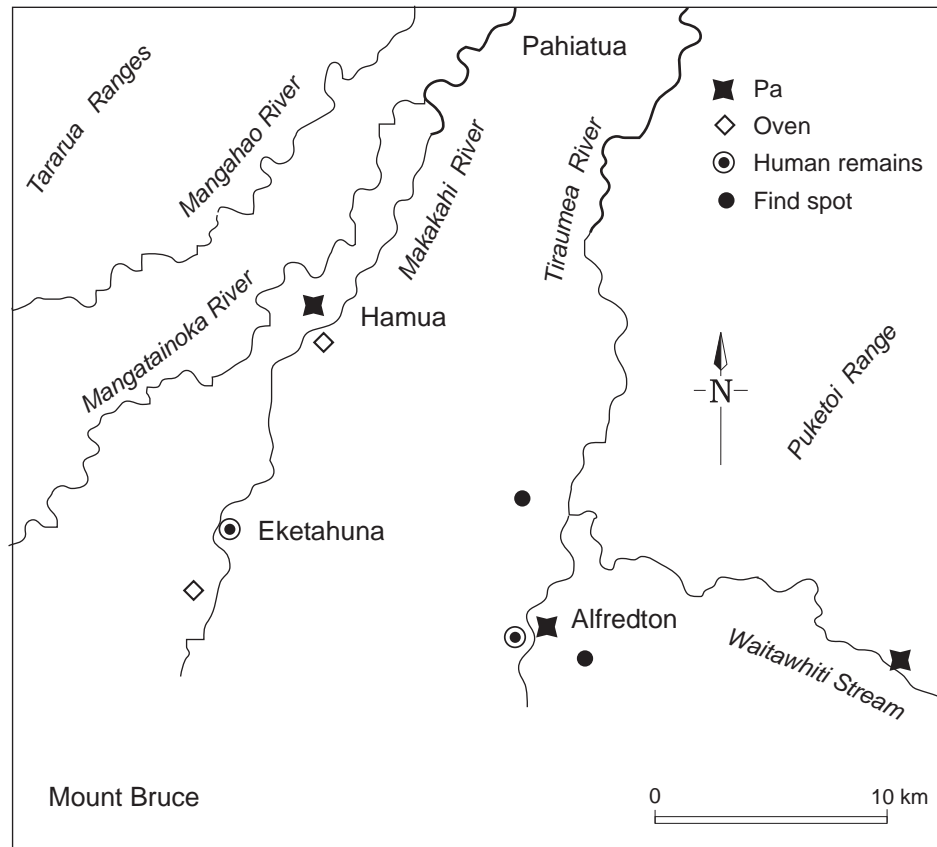 Pahiatua
Tararua Ranges
Mangahao River
Makakahi River
Tiraumea River
Pa
Oven
Human remains
Find spot
Mangatainoka River
Hamua
N
Puketoi Range
Eketahuna
Alfredton
Waitawhiti Stream
Mount Bruce
0 10 km